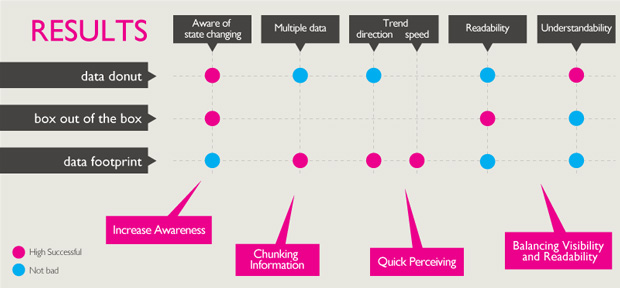 RESULTS
Aware of
state changing
Multiple data
Trend
direction speed
Readability
Understandability
data donut
box out of the box
data footprint
Increase Awareness
Chunking
Information
Quick Perceiving
Balancing Visibility
and Readability
High Successful
Not bad